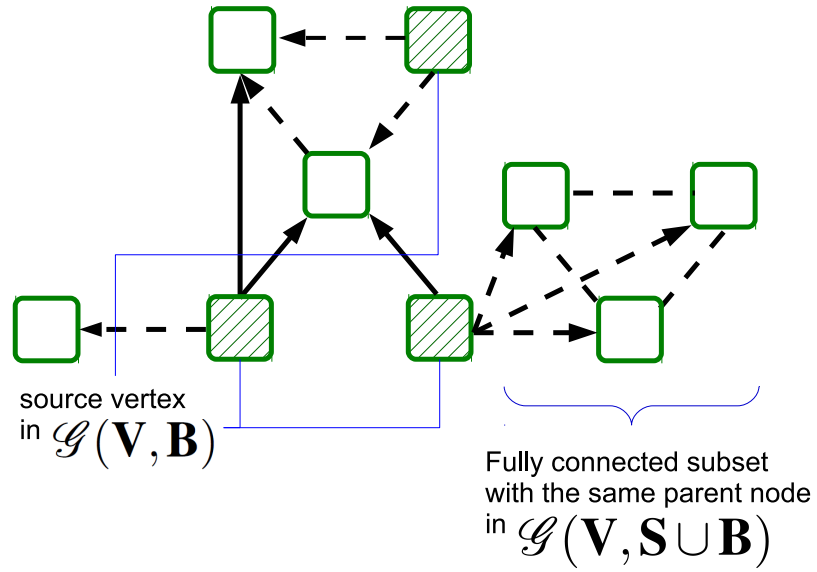 source vertex
in 𝒢(V, B)
Fully connected subset
with the same parent node
in 𝒢(V, S ∪ B)